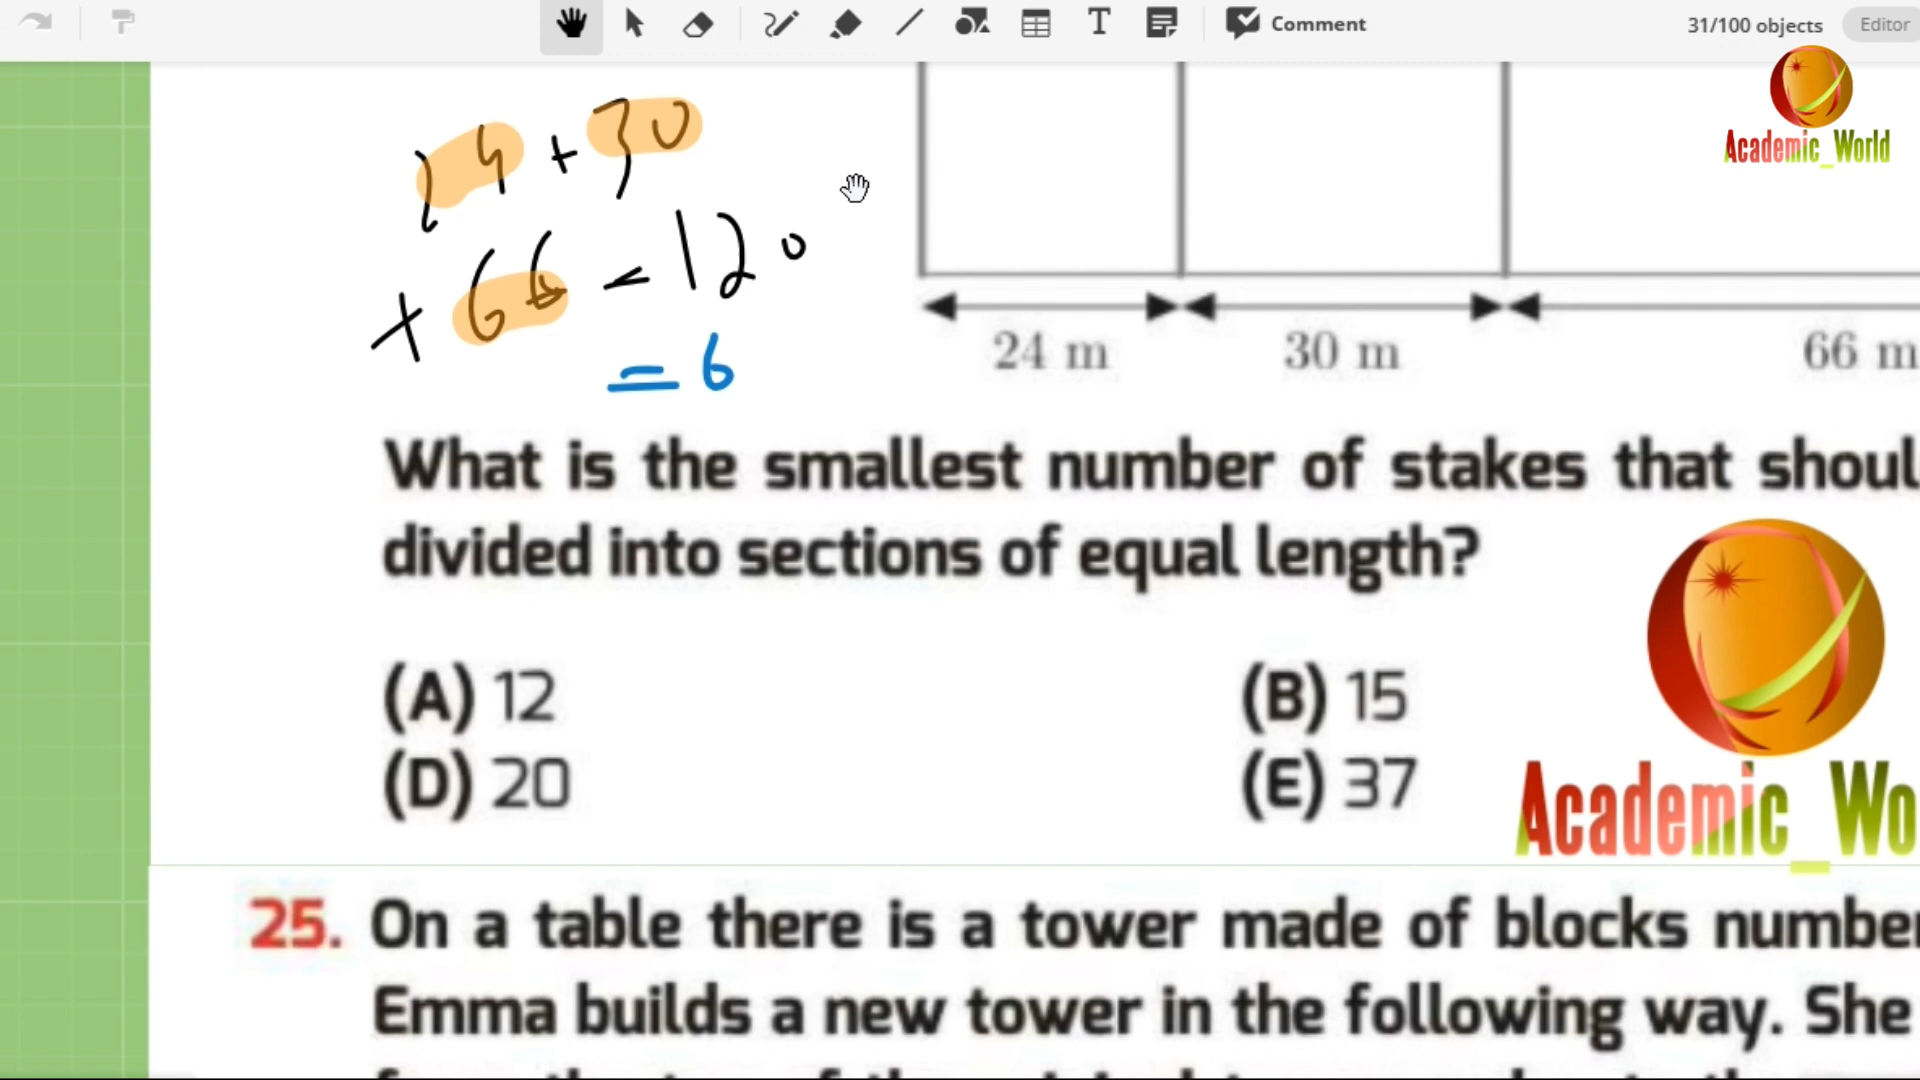 Comment
31/100 objects
Editor
Academic_World
24 + 30
+ 66 = 120
= 6
24 m
30 m
66 m
What is the smallest number of stakes that shoul
divided into sections of equal length?
(A) 12
(B) 15
(D) 20
(E) 37
Academic_Wo
25. On a table there is a tower made of blocks number
Emma builds a new tower in the following way. She